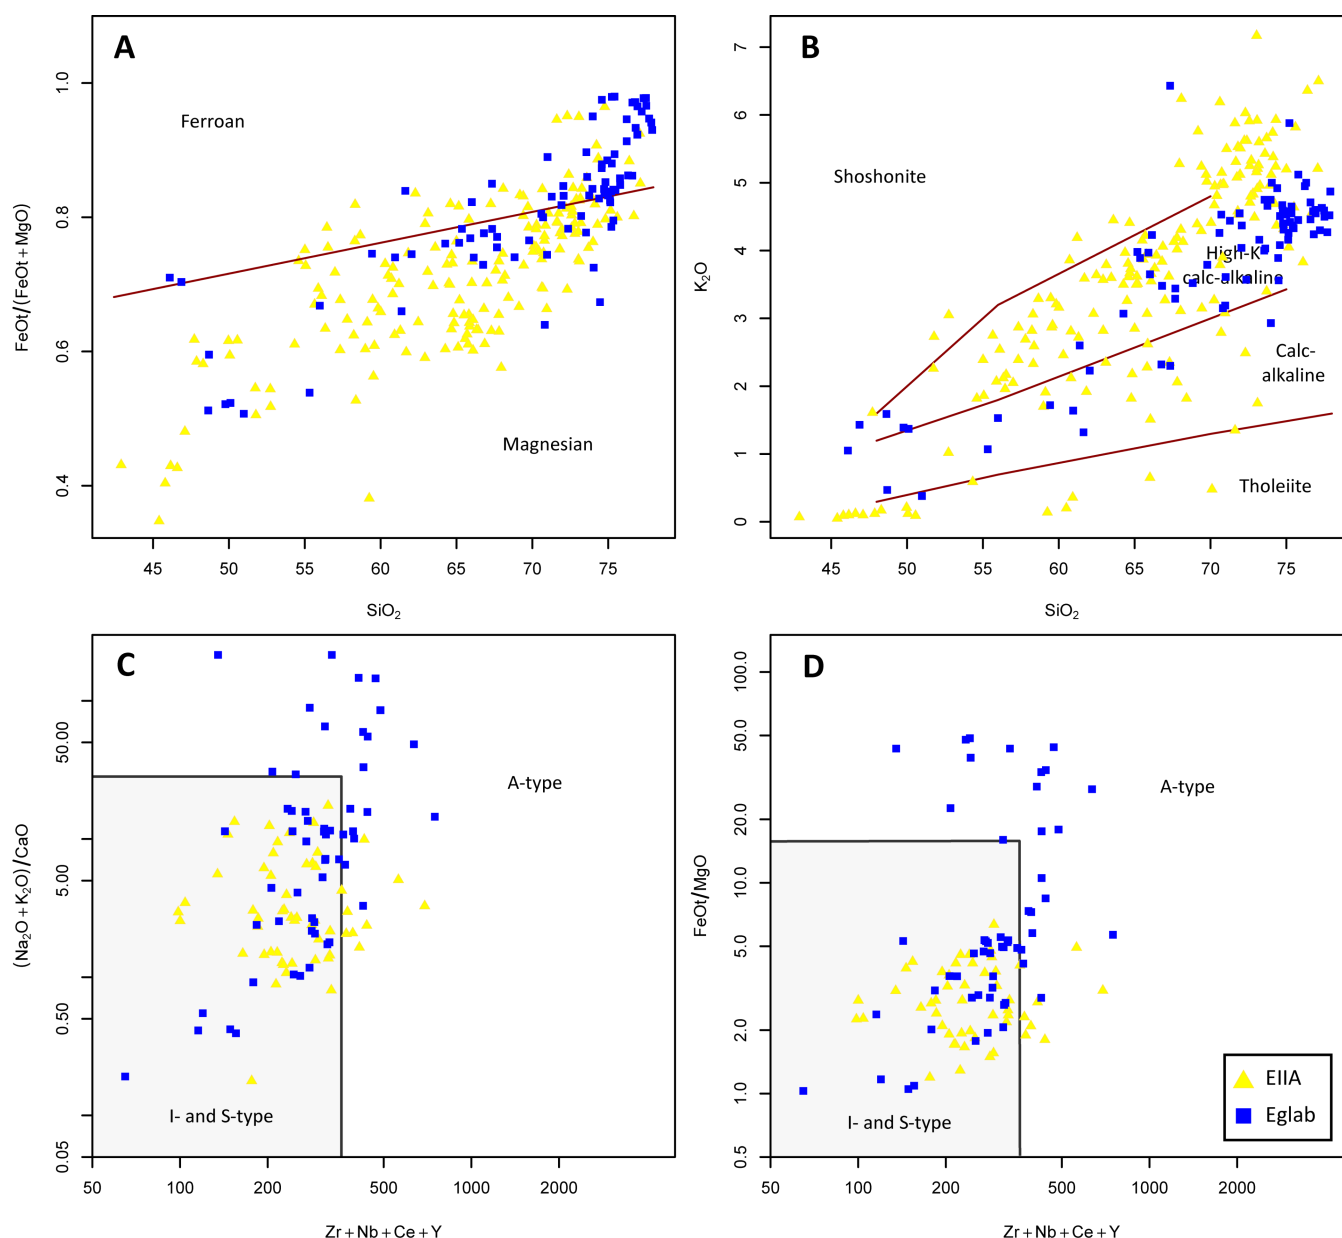 A
Ferroan
Magnesian
FeOt/(FeOt + MgO)
0.4 0.6 0.8 1.0
45 50 55 60 65 70 75
SiO₂
B
Shoshonite
High-K
calc-alkaline
Calc-
alkaline
Tholeiite
K₂O
0 1 2 3 4 5 6 7
45 50 55 60 65 70 75
SiO₂
C
A-type
I- and S-type
(Na₂O + K₂O)/CaO
0.05 0.50 5.00 50.00
50 100 200 500 1000 2000
Zr + Nb + Ce + Y
D
A-type
I- and S-type
FeOt/MgO
0.5 1.0 2.0 5.0 10.0 20.0 50.0 100.0
50 100 200 500 1000 2000
Zr + Nb + Ce + Y
EIIA
Eglab